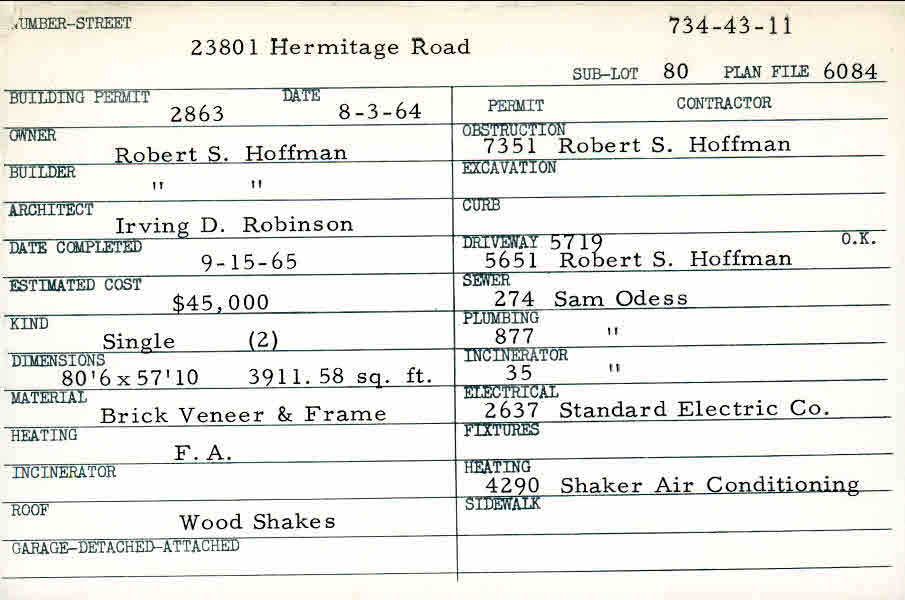 NUMBER-STREET
734-43-11
23801 Hermitage Road
SUB-LOT 80 PLAN FILE 6084
BUILDING PERMIT DATE
2863 8-3-64
OWNER
Robert S. Hoffman
BUILDER
" "
ARCHITECT
Irving D. Robinson
DATE COMPLETED
9-15-65
ESTIMATED COST
$45,000
KIND
Single (2)
DIMENSIONS
80'6 x 57'10 3911.58 sq. ft.
MATERIAL
Brick Veneer & Frame
HEATING
F. A.
INCINERATOR
ROOF
Wood Shakes
GARAGE-DETACHED-ATTACHED
PERMIT CONTRACTOR
OBSTRUCTION
7351 Robert S. Hoffman
EXCAVATION
CURB
DRIVEWAY 5719 O.K.
5651 Robert S. Hoffman
SEWER
274 Sam Odess
PLUMBING
877 "
INCINERATOR
35 "
ELECTRICAL
2637 Standard Electric Co.
FIXTURES
HEATING
4290 Shaker Air Conditioning
SIDEWALK